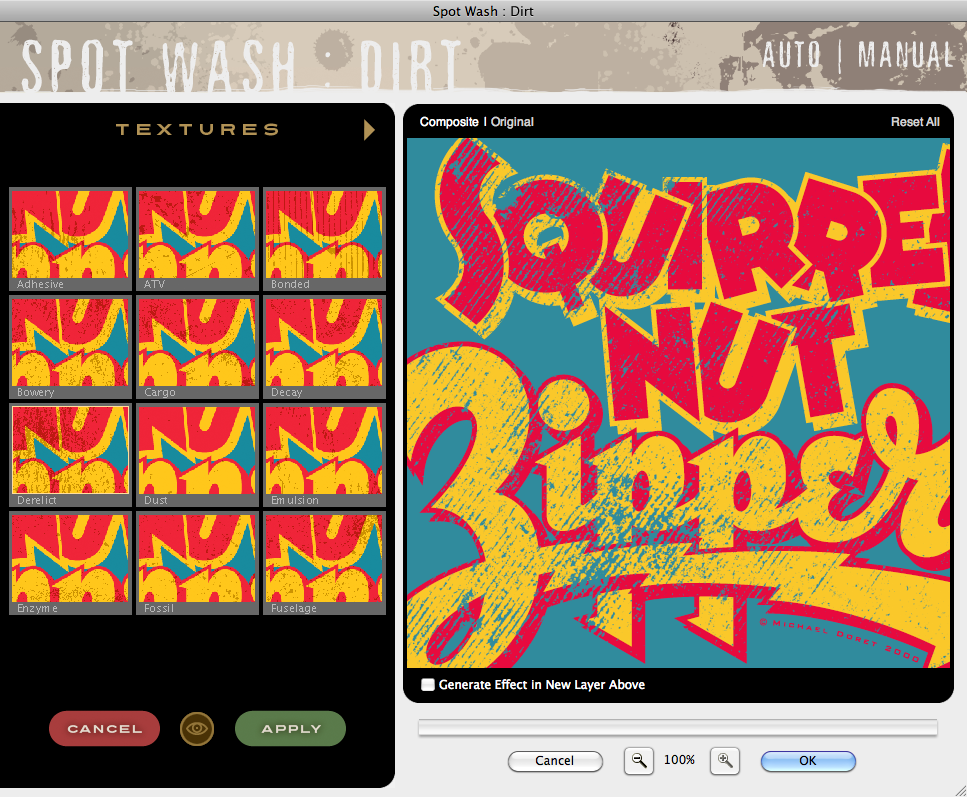 Spot Wash : Dirt
SPOT WASH : DIRT
AUTO | MANUAL
TEXTURES
Composite | Original
Reset All
Adhesive
ATV
Bonded
Bowery
Cargo
Decay
Derelict
Dust
Emulsion
Enzyme
Fossil
Fuselage
SQUIRREL
NUT
Zipper
© MICHAEL DORET 2000
Generate Effect in New Layer Above
CANCEL
APPLY
Cancel
100%
OK